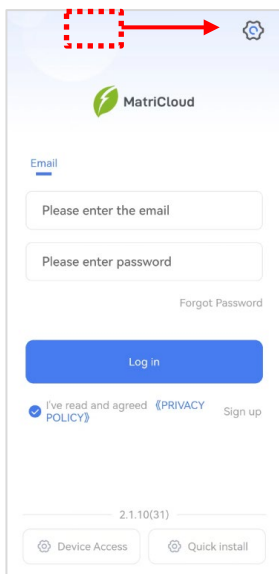 MatriCloud
Email
Please enter the email
Please enter password
Forgot Password
Log in
I've read and agreed 《PRIVACY
POLICY》
Sign up
2.1.10(31)
Device Access
Quick install